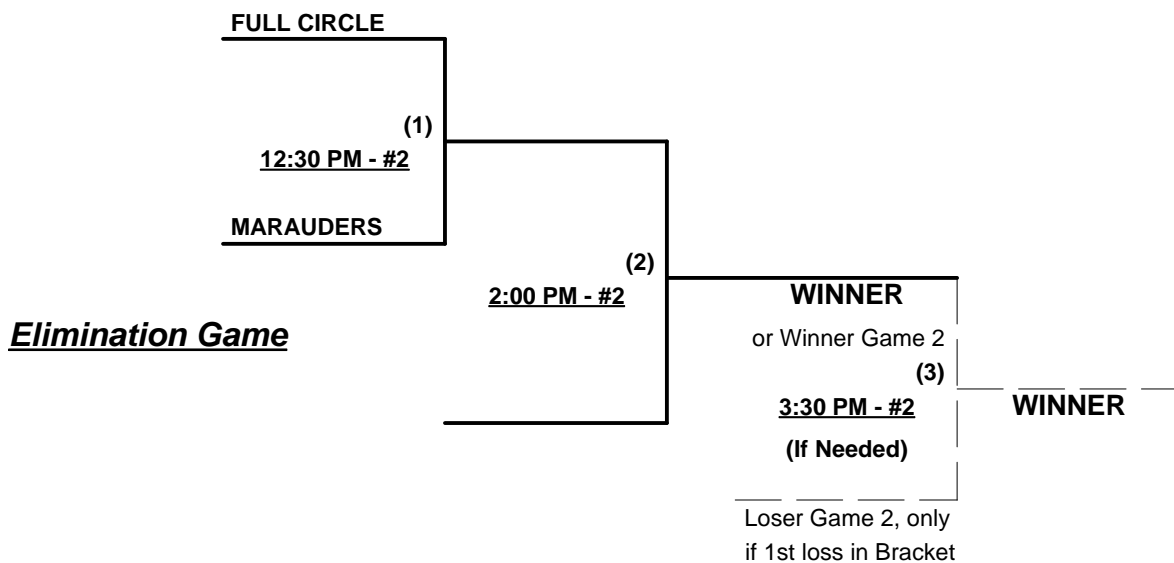 FULL CIRCLE
(1)
12:30 PM - #2
MARAUDERS
(2)
2:00 PM - #2
WINNER
Elimination Game
or Winner Game 2
(3)
3:30 PM - #2
WINNER
(If Needed)
Loser Game 2, only
if 1st loss in Bracket